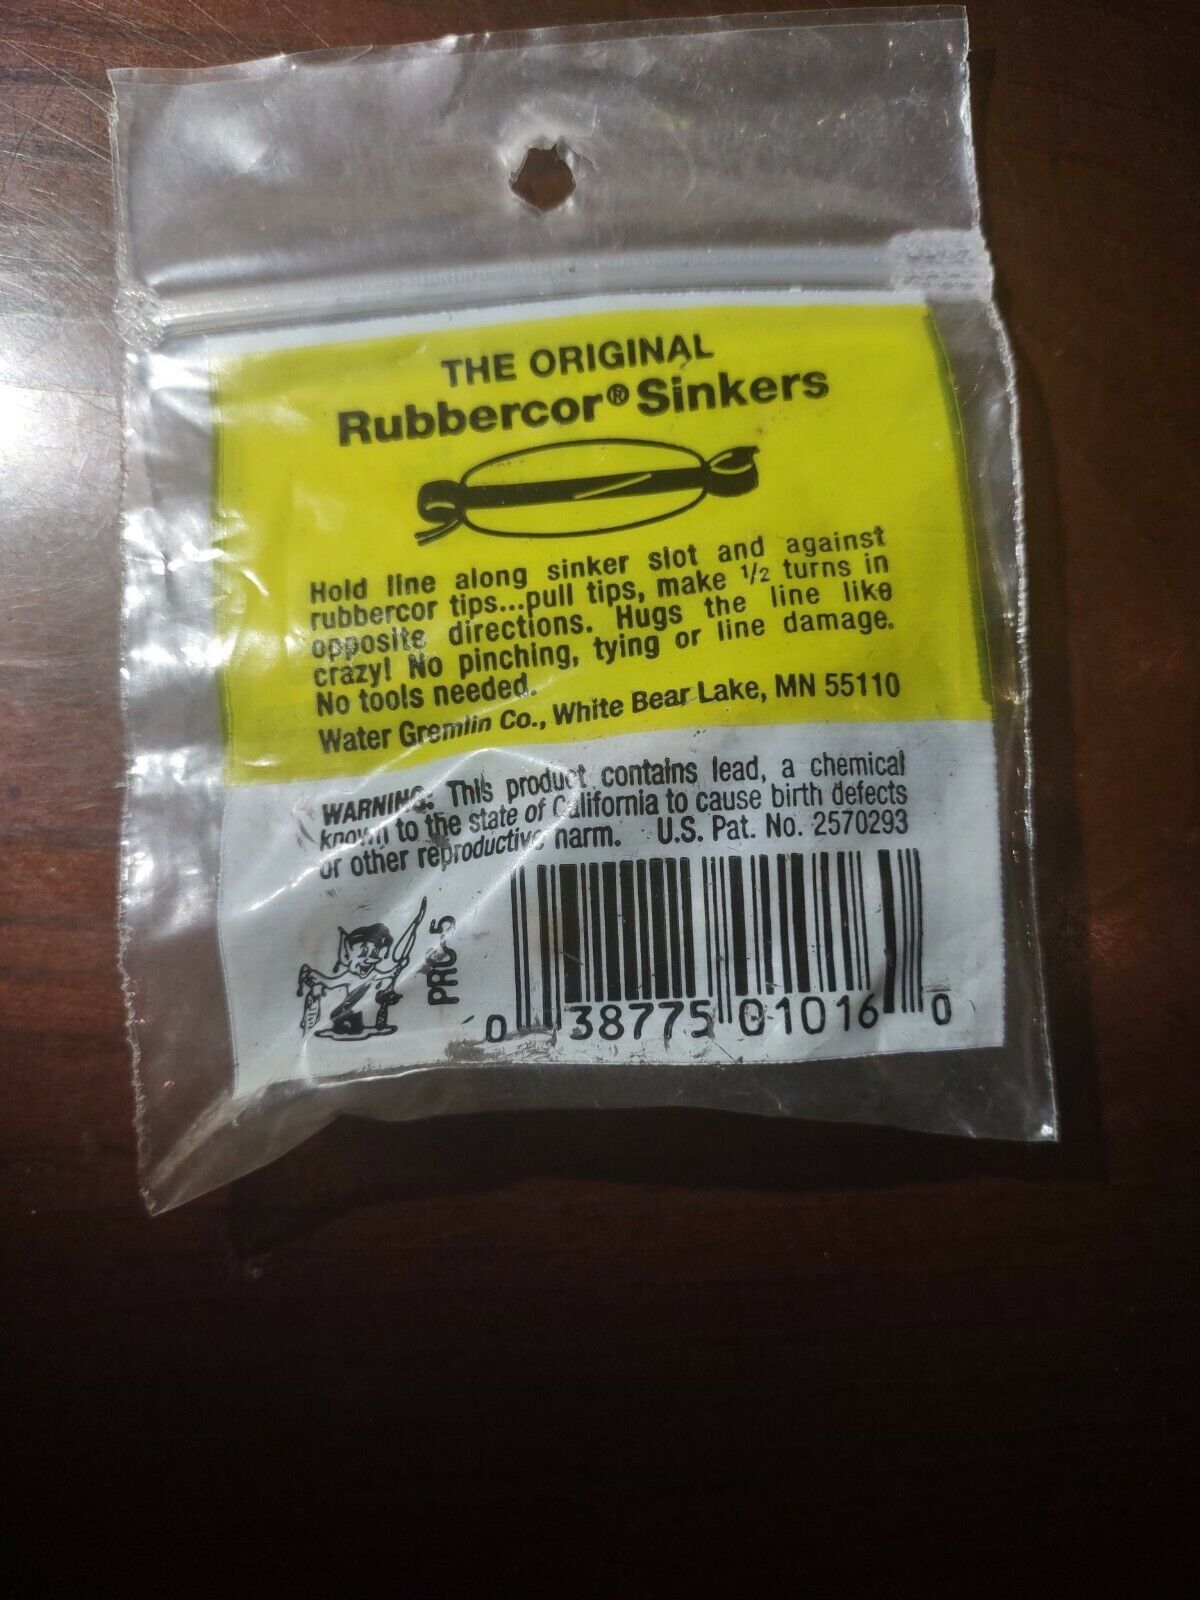 THE ORIGINAL
Rubbercor® Sinkers
Hold line along sinker slot and against
rubbercor tips...pull tips, make 1/2 turns in
opposite directions. Hugs the line like
crazy! No pinching, tying or line damage.
No tools needed.
Water Gremlin Co., White Bear Lake, MN 55110
WARNING: This product contains lead, a chemical
known to the state of California to cause birth defects
or other reproductive harm. U.S. Pat. No. 2570293
PRC-5
0 38775 01016 0